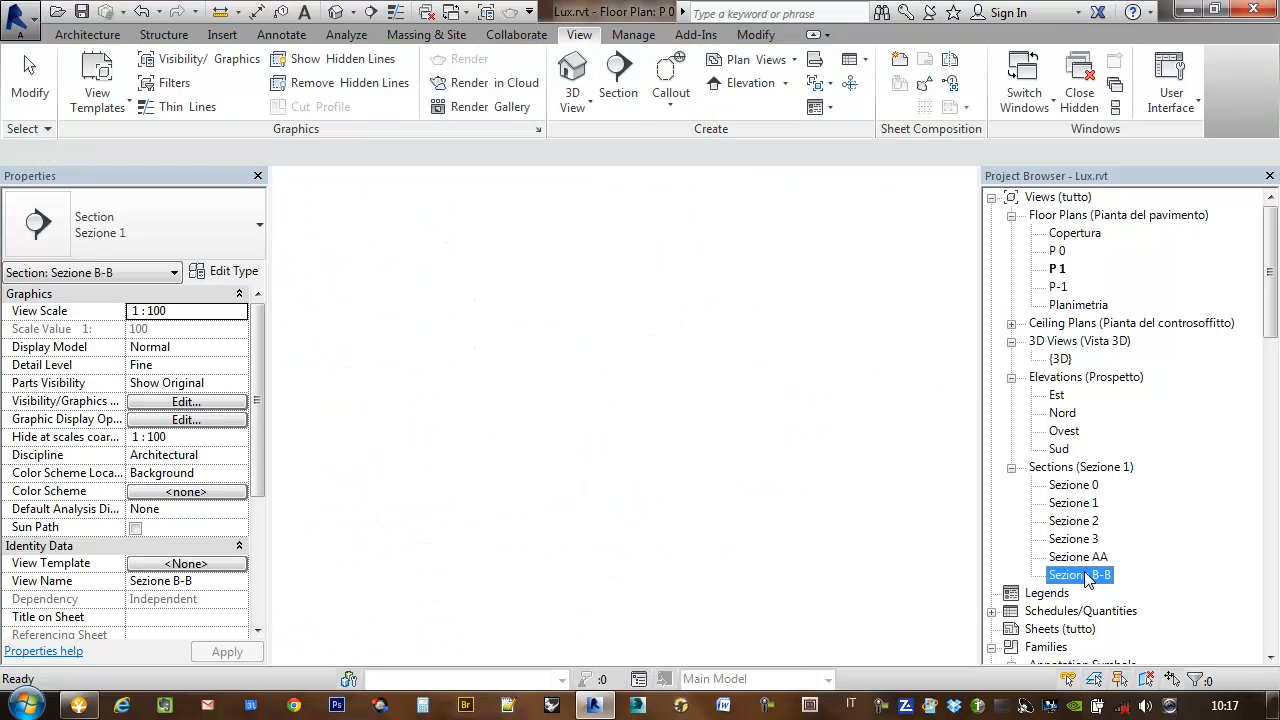 A
Lux.rvt - Floor Plan: P 0
Type a keyword or phrase
Sign In
Architecture
Structure
Insert
Annotate
Analyze
Massing & Site
Collaborate
View
Manage
Add-Ins
Modify
Modify
View Templates
Visibility/ Graphics
Filters
Thin Lines
Show Hidden Lines
Remove Hidden Lines
Cut Profile
Render
Render in Cloud
Render Gallery
3D View
Section
Callout
Plan Views
Elevation
Switch Windows
Close Hidden
User Interface
Select
Graphics
Create
Sheet Composition
Windows
Properties
Section
Sezione 1
Section: Sezione B-B
Edit Type
Graphics
View Scale 1 : 100
Scale Value 1: 100
Display Model Normal
Detail Level Fine
Parts Visibility Show Original
Visibility/Graphics ... Edit...
Graphic Display Op... Edit...
Hide at scales coar... 1 : 100
Discipline Architectural
Color Scheme Loca... Background
Color Scheme <none>
Default Analysis Di... None
Sun Path
Identity Data
View Template <None>
View Name Sezione B-B
Dependency Independent
Title on Sheet
Referencing Sheet
Properties help
Apply
Project Browser - Lux.rvt
Views (tutto)
Floor Plans (Pianta del pavimento)
Copertura
P 0
P 1
P-1
Planimetria
Ceiling Plans (Pianta del controsoffitto)
3D Views (Vista 3D)
{3D}
Elevations (Prospetto)
Est
Nord
Ovest
Sud
Sections (Sezione 1)
Sezione 0
Sezione 1
Sezione 2
Sezione 3
Sezione AA
Sezione B-B
Legends
Schedules/Quantities
Sheets (tutto)
Families
Annotation Symbols
Ready
:0
Main Model
:0
Ps
Br
IT
10:17